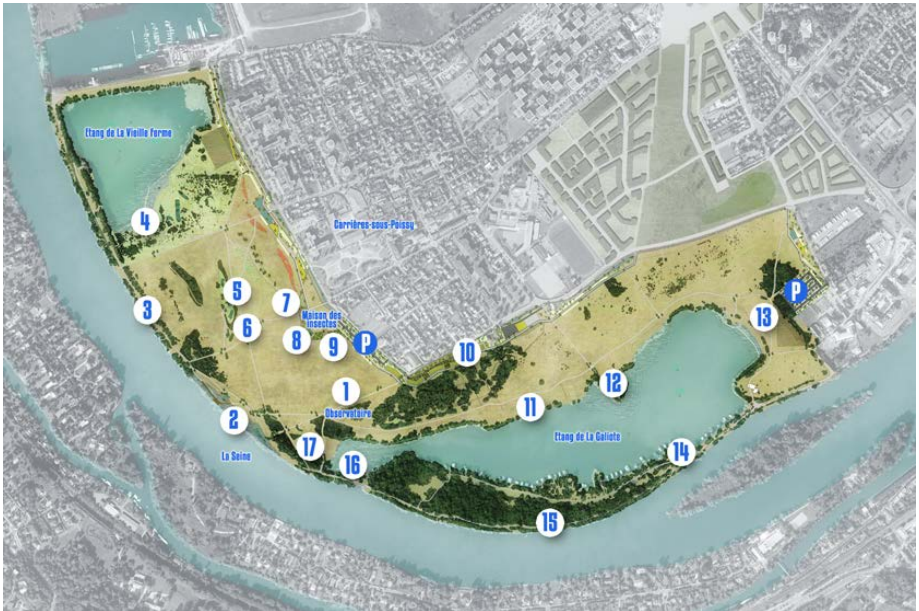 Etang de La Vieille Ferme
4
Carrières-sous-Poissy
3
5
6
7
Maison des
insectes
8
9
P
10
P
13
12
11
1
Observatoire
2
La Seine
17
16
Etang de La Galiote
14
15